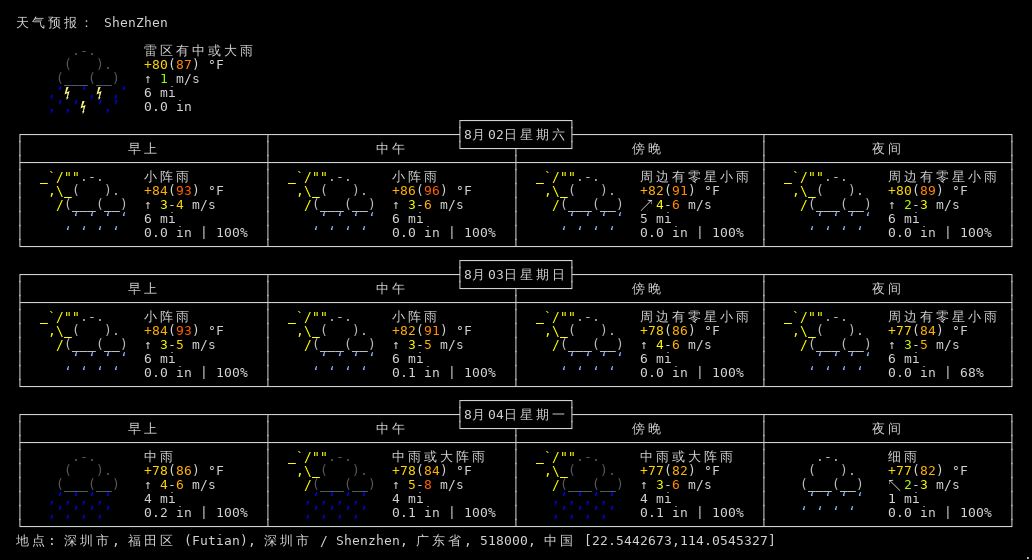 天气预报： ShenZhen
雷区有中或大雨
+80(87) °F
↑ 1 m/s
6 mi
0.0 in
8月02日星期六
早上 中午 傍晚 夜间
小阵雨 小阵雨 周边有零星小雨 周边有零星小雨
+84(93) °F +86(96) °F +82(91) °F +80(89) °F
↑ 3-4 m/s ↑ 3-6 m/s ↗ 4-6 m/s ↑ 2-3 m/s
6 mi 6 mi 5 mi 6 mi
0.0 in | 100% 0.0 in | 100% 0.0 in | 100% 0.0 in | 100%
8月03日星期日
早上 中午 傍晚 夜间
小阵雨 小阵雨 周边有零星小雨 周边有零星小雨
+84(93) °F +82(91) °F +78(86) °F +77(84) °F
↑ 3-5 m/s ↑ 3-5 m/s ↑ 4-6 m/s ↑ 3-5 m/s
6 mi 6 mi 6 mi 6 mi
0.0 in | 100% 0.1 in | 100% 0.0 in | 100% 0.0 in | 68%
8月04日星期一
早上 中午 傍晚 夜间
中雨 中雨或大阵雨 中雨或大阵雨 细雨
+78(86) °F +78(84) °F +77(82) °F +77(82) °F
↑ 4-6 m/s ↑ 5-8 m/s ↑ 3-6 m/s ↖ 2-3 m/s
4 mi 4 mi 4 mi 1 mi
0.2 in | 100% 0.1 in | 100% 0.1 in | 100% 0.0 in | 100%
地点: 深圳市, 福田区 (Futian), 深圳市 / Shenzhen, 广东省, 518000, 中国 [22.5442673,114.0545327]